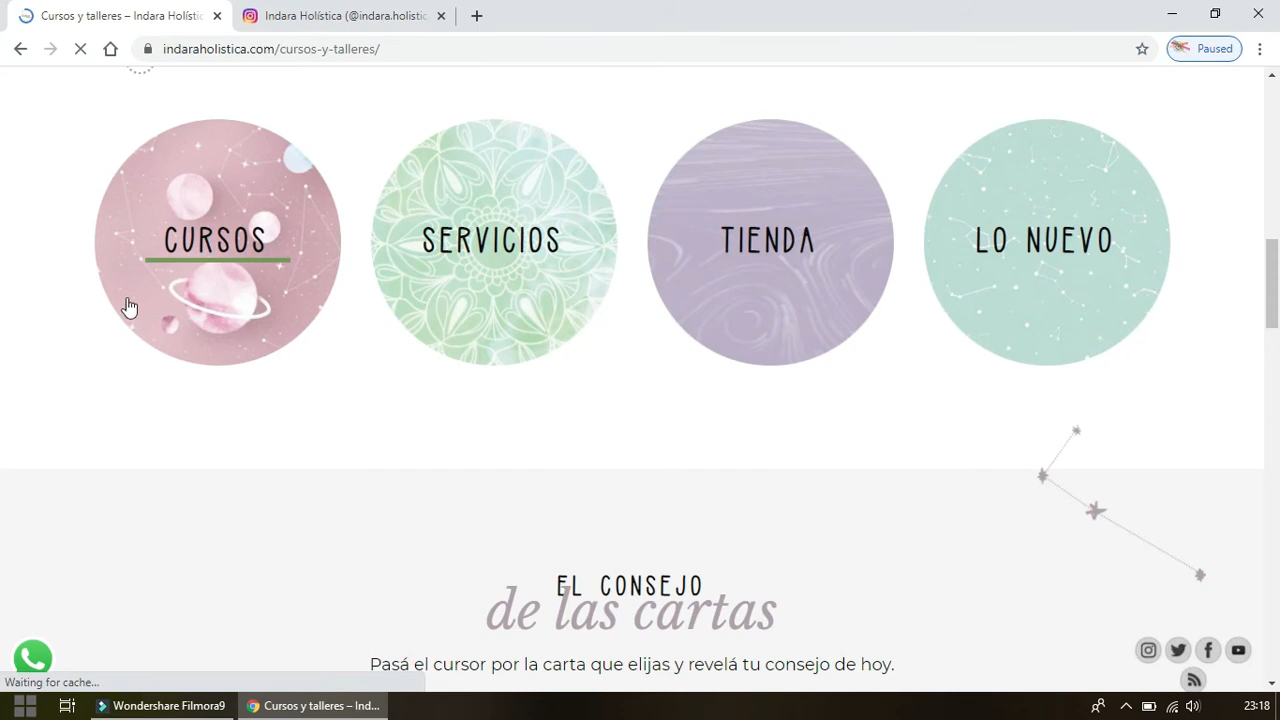 Cursos y talleres – Indara Holístic
Indara Holística (@indara.holistic
indaraholistica.com/cursos-y-talleres/
Paused
CURSOS
SERVICIOS
TIENDA
LO NUEVO
EL CONSEJO
de las cartas
Pasá el cursor por la carta que elijas y revelá tu consejo de hoy.
Waiting for cache...
Wondershare Filmora9
Cursos y talleres – Ind...
23:18